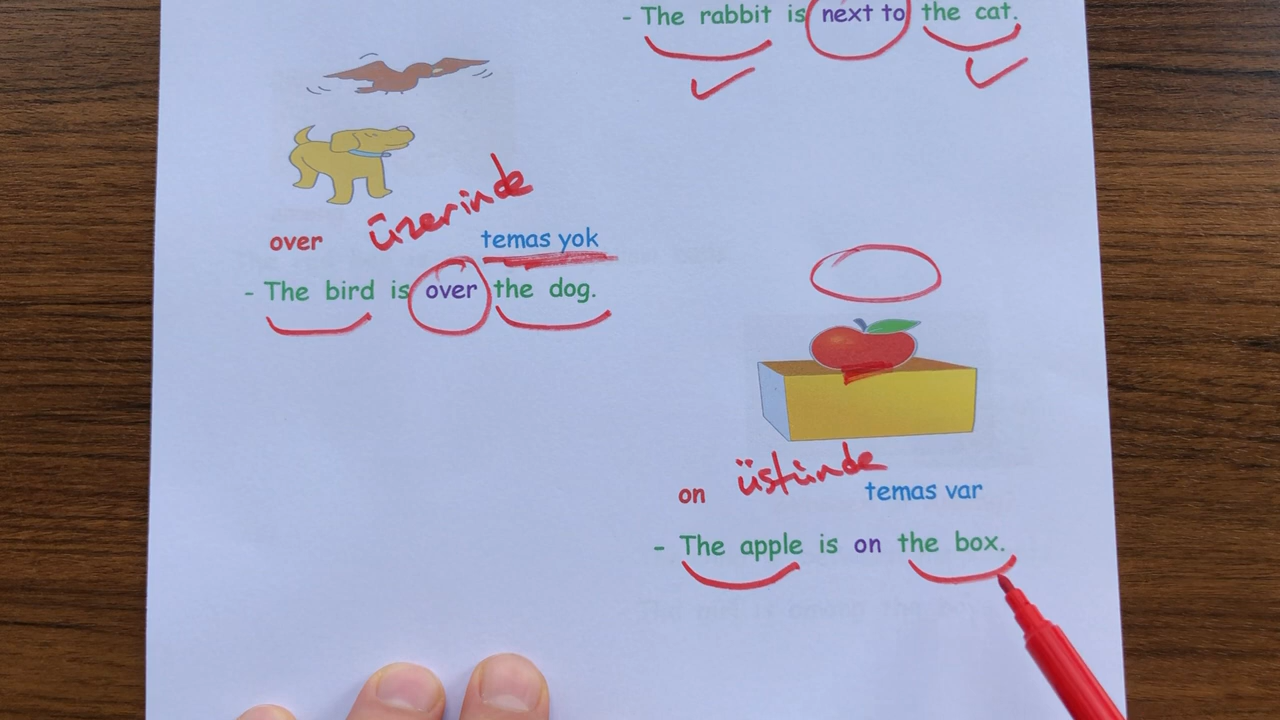 - The rabbit is next to the cat.
over üzerinde
temas yok
- The bird is over the dog.
on üstünde
temas var
- The apple is on the box.